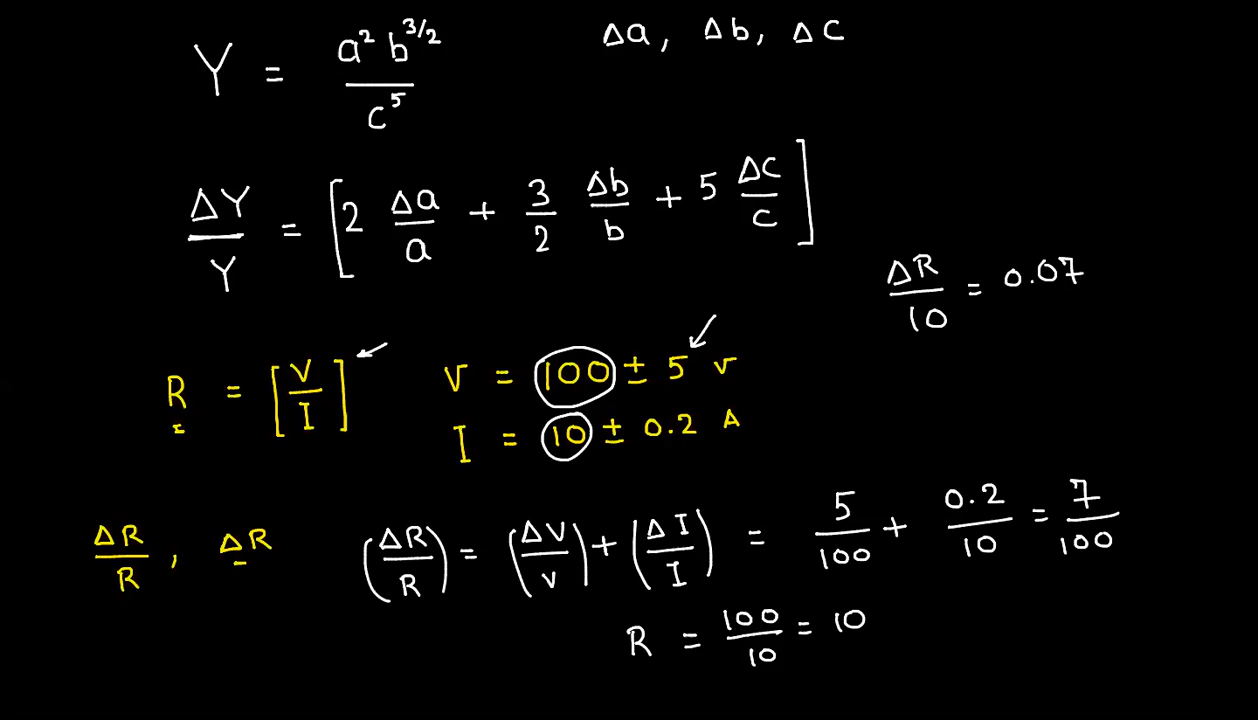 Y = a² b^3/2 / c⁵    Δa, Δb, Δc
ΔY/Y = [2 Δa/a + 3/2 Δb/b + 5 Δc/c]
ΔR/10 = 0.07
R = [V/I]    V = 100 ± 5 V
I = 10 ± 0.2 A
ΔR/R, ΔR    (ΔR/R) = (ΔV/V) + (ΔI/I) = 5/100 + 0.2/10 = 7/100
R = 100/10 = 10